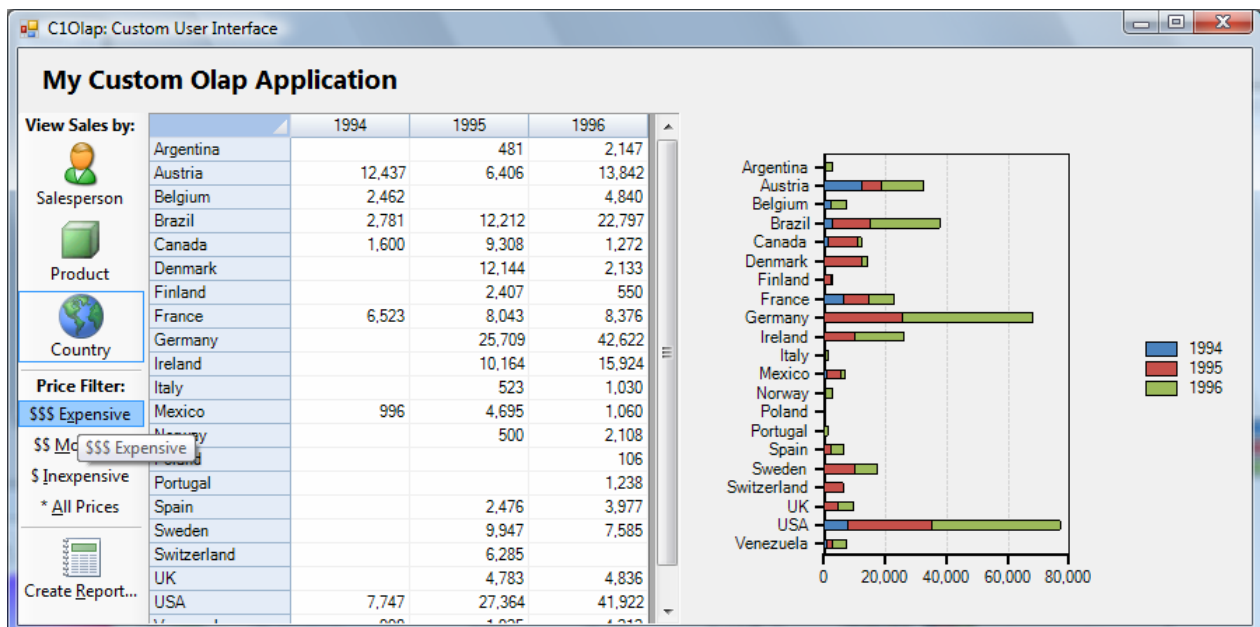 C1Olap: Custom User Interface
My Custom Olap Application
View Sales by:
Salesperson
Product
Country
Price Filter:
$$$ Expensive
$$
$$$ Expensive
$ Inexpensive
* All Prices
Create Report...
1994 1995 1996
Argentina 481 2,147
Austria 12,437 6,406 13,842
Belgium 2,462 4,840
Brazil 2,781 12,212 22,797
Canada 1,600 9,308 1,272
Denmark 12,144 2,133
Finland 2,407 550
France 6,523 8,043 8,376
Germany 25,709 42,622
Ireland 10,164 15,924
Italy 523 1,030
Mexico 996 4,695 1,060
Norway 500 2,108
Poland 106
Portugal 1,238
Spain 2,476 3,977
Sweden 9,947 7,585
Switzerland 6,285
UK 4,783 4,836
USA 7,747 27,364 41,922
Argentina
Austria
Belgium
Brazil
Canada
Denmark
Finland
France
Germany
Ireland
Italy
Mexico
Norway
Poland
Portugal
Spain
Sweden
Switzerland
UK
USA
Venezuela
0 20,000 40,000 60,000 80,000
1994
1995
1996